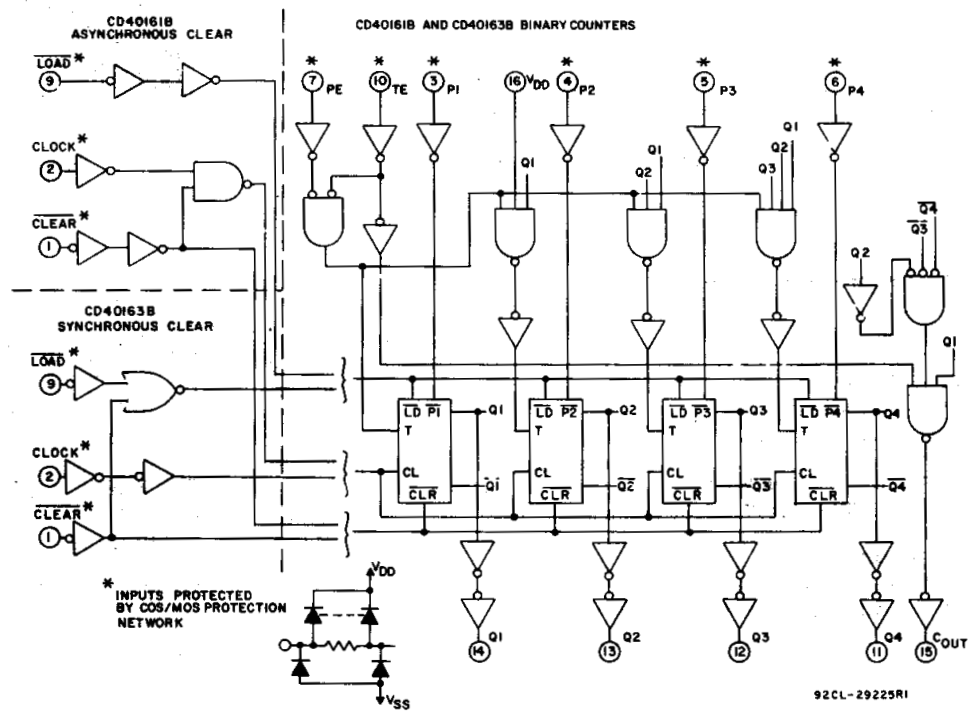 CD40161B
ASYNCHRONOUS CLEAR
CD40161B AND CD40163B BINARY COUNTERS
LOAD *
9
CLOCK *
2
CLEAR *
1
CD40163B
SYNCHRONOUS CLEAR
LOAD *
9
CLOCK *
2
CLEAR *
1
* INPUTS PROTECTED
BY COS/MOS PROTECTION
NETWORK
VDD
VSS
* 7 PE
* 10 TE
* 3 P1
16 VDD
* 4 P2
* 5 P3
* 6 P4
Q1
Q2 Q1
Q3 Q2 Q1
Q2 Q3 Q4
Q1
LD P1 Q1
T
CL
CLR Q1
LD P2 Q2
T
CL
CLR Q2
LD P3 Q3
T
CL
CLR Q3
LD P4 Q4
T
CL
CLR Q4
Q1
14
Q2
13
Q3
12
Q4
11
COUT
15
92CL-29225R1